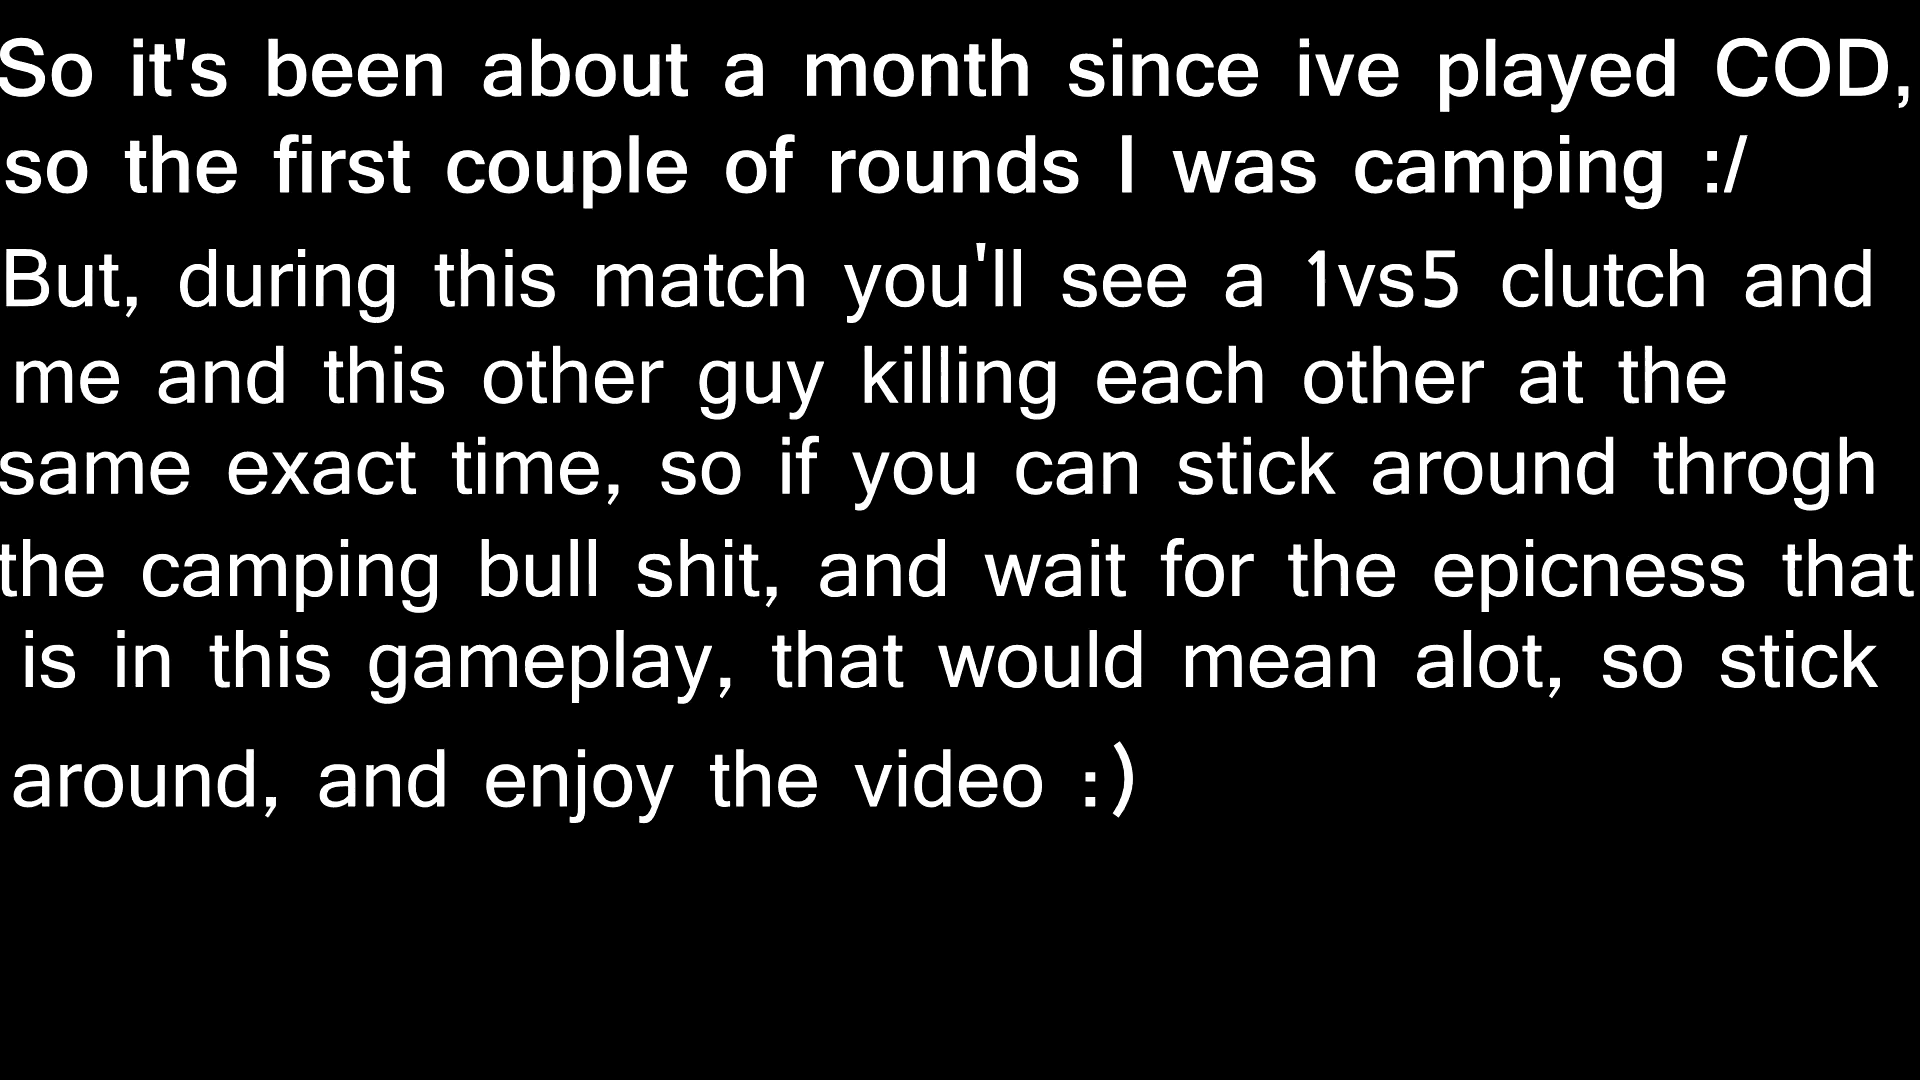 So it's been about a month since ive played COD,
so the first couple of rounds I was camping :/
But, during this match you'll see a 1vs5 clutch and
me and this other guy killing each other at the
same exact time, so if you can stick around throgh
the camping bull shit, and wait for the epicness that
is in this gameplay, that would mean alot, so stick
around, and enjoy the video :)